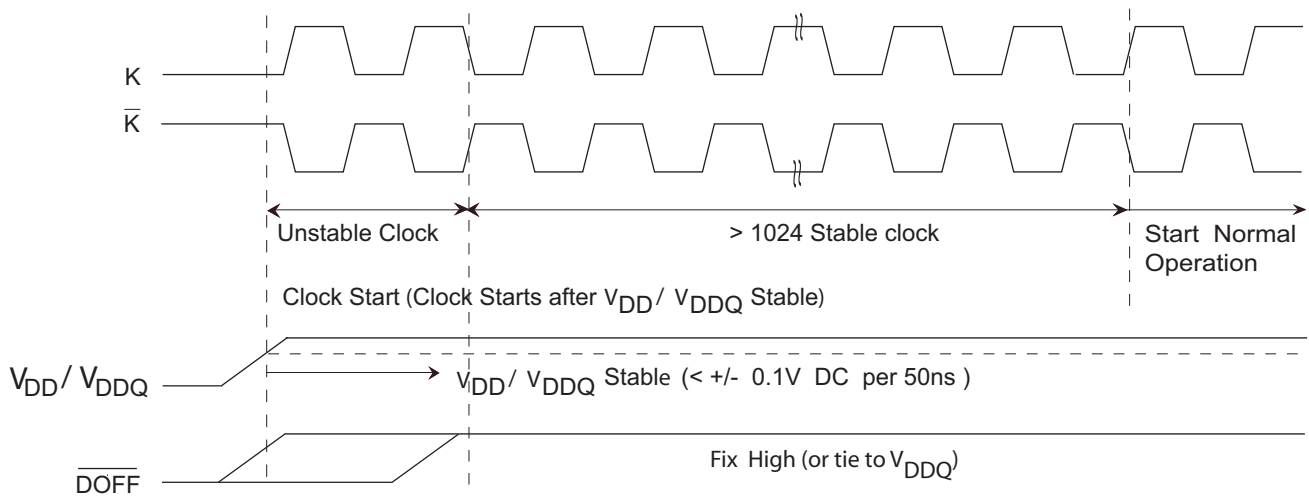 K
K̅
Unstable Clock
> 1024 Stable clock
Start Normal
Operation
Clock Start (Clock Starts after VDD / VDDQ Stable)
VDD / VDDQ
VDD / VDDQ Stable (< +/- 0.1V DC per 50ns )
Fix High (or tie to VDDQ)
D̅O̅F̅F̅